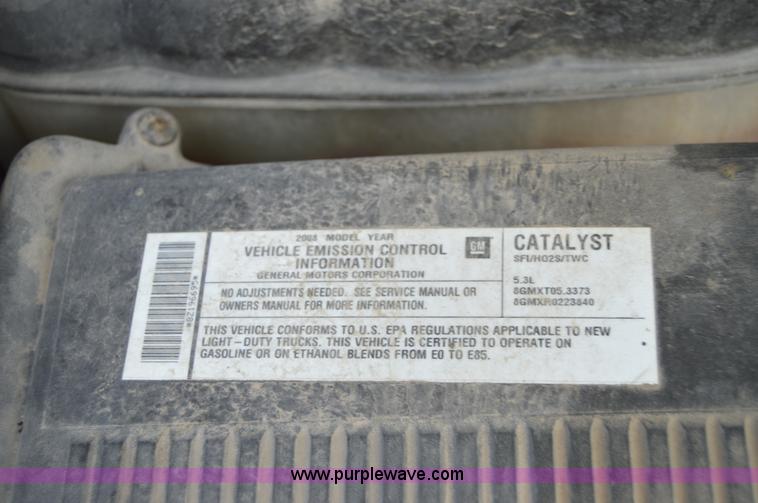 2008 MODEL YEAR
VEHICLE EMISSION CONTROL
INFORMATION
GENERAL MOTORS CORPORATION
GM
NO ADJUSTMENTS NEEDED. SEE SERVICE MANUAL OR
OWNERS MANUAL FOR MORE INFORMATION.
CATALYST
SFI/HO2S/TWC
5.3L
8GMXT05.3373
8GMXR0223840
THIS VEHICLE CONFORMS TO U.S. EPA REGULATIONS APPLICABLE TO NEW
LIGHT-DUTY TRUCKS. THIS VEHICLE IS CERTIFIED TO OPERATE ON
GASOLINE OR ON ETHANOL BLENDS FROM E0 TO E85.
*82196695*
www.purplewave.com